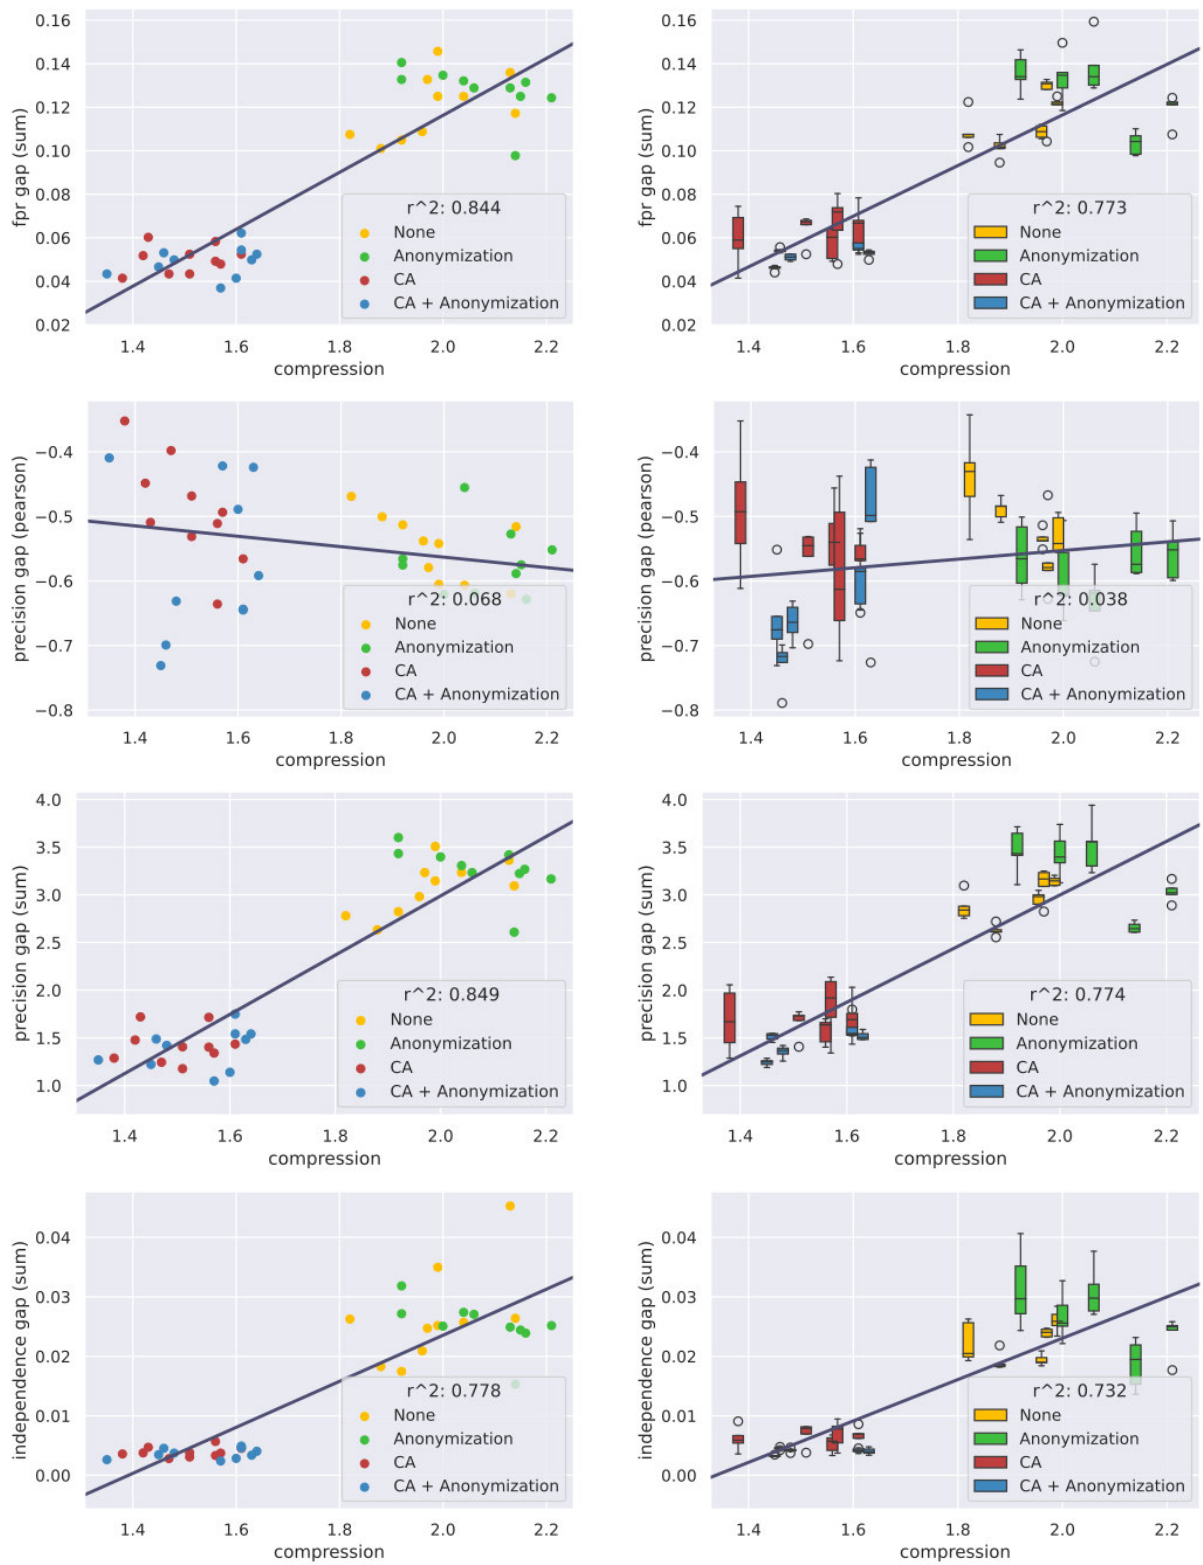 fpr gap (sum)
0.16
0.14
0.12
0.10
0.08
0.06
0.04
0.02
r^2: 0.844
None
Anonymization
CA
CA + Anonymization
1.4 1.6 1.8 2.0 2.2
compression
fpr gap (sum)
0.16
0.14
0.12
0.10
0.08
0.06
0.04
0.02
r^2: 0.773
None
Anonymization
CA
CA + Anonymization
1.4 1.6 1.8 2.0 2.2
compression
precision gap (pearson)
−0.4
−0.5
−0.6
−0.7
−0.8
r^2: 0.068
None
Anonymization
CA
CA + Anonymization
1.4 1.6 1.8 2.0 2.2
compression
precision gap (pearson)
−0.4
−0.5
−0.6
−0.7
−0.8
r^2: 0.038
None
Anonymization
CA
CA + Anonymization
1.4 1.6 1.8 2.0 2.2
compression
precision gap (sum)
4.0
3.5
3.0
2.5
2.0
1.5
1.0
r^2: 0.849
None
Anonymization
CA
CA + Anonymization
1.4 1.6 1.8 2.0 2.2
compression
precision gap (sum)
4.0
3.5
3.0
2.5
2.0
1.5
1.0
r^2: 0.774
None
Anonymization
CA
CA + Anonymization
1.4 1.6 1.8 2.0 2.2
compression
independence gap (sum)
0.04
0.03
0.02
0.01
0.00
r^2: 0.778
None
Anonymization
CA
CA + Anonymization
1.4 1.6 1.8 2.0 2.2
compression
independence gap (sum)
0.04
0.03
0.02
0.01
0.00
r^2: 0.732
None
Anonymization
CA
CA + Anonymization
1.4 1.6 1.8 2.0 2.2
compression